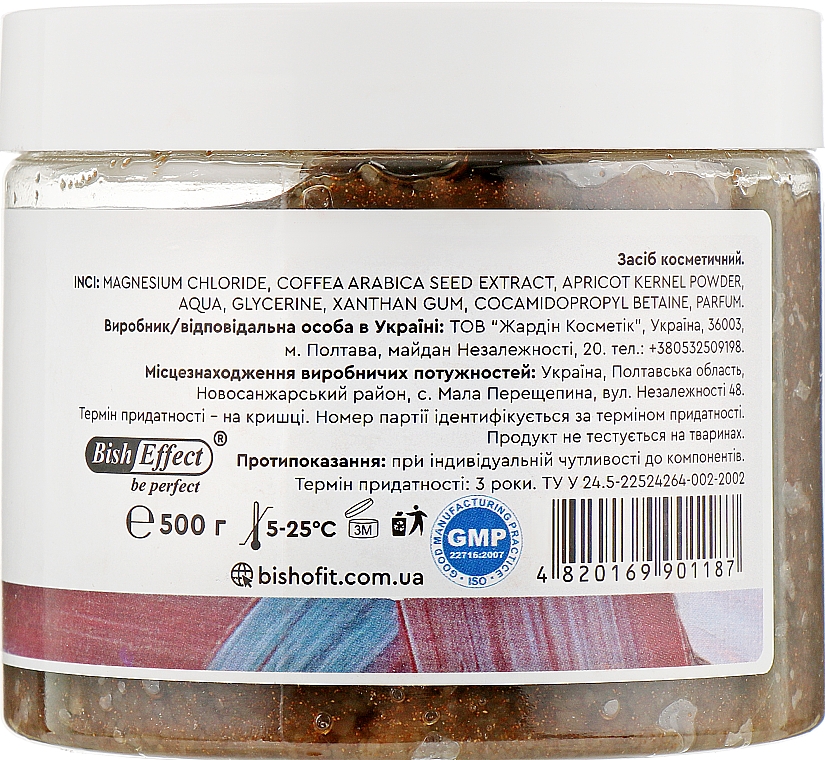 Засіб косметичний.
INCI: MAGNESIUM CHLORIDE, COFFEA ARABICA SEED EXTRACT, APRICOT KERNEL POWDER,
AQUA, GLYCERINE, XANTHAN GUM, COCAMIDOPROPYL BETAINE, PARFUM.
Виробник/відповідальна особа в Україні: ТОВ "Жардін Косметік", Україна, 36003,
м. Полтава, майдан Незалежності, 20. тел.: +380532509198.
Місцезнаходження виробничих потужностей: Україна, Полтавська область,
Новосанжарський район, с. Мала Перещепина, вул. Незалежності 48.
Термін придатності – на кришці. Номер партії ідентифікується за терміном придатності.
Продукт не тестується на тваринах.
Bish Effect ®
be perfect
Протипоказання: при індивідуальній чутливості до компонентів.
Термін придатності: 3 роки. ТУ У 24.5-22524264-002-2002
℮ 500 г
5-25°C
3M
GOOD MANUFACTURING PRACTICE
GMP
22716:2007
• ISO •
bishofit.com.ua
4 820169 901187